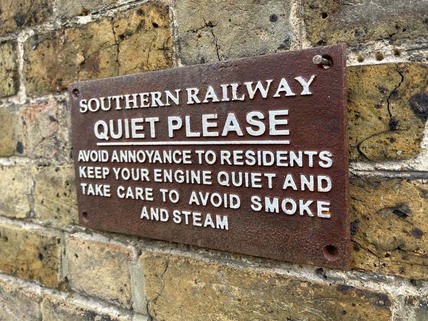 SOUTHERN RAILWAY
QUIET PLEASE
AVOID ANNOYANCE TO RESIDENTS
KEEP YOUR ENGINE QUIET AND
TAKE CARE TO AVOID SMOKE
AND STEAM